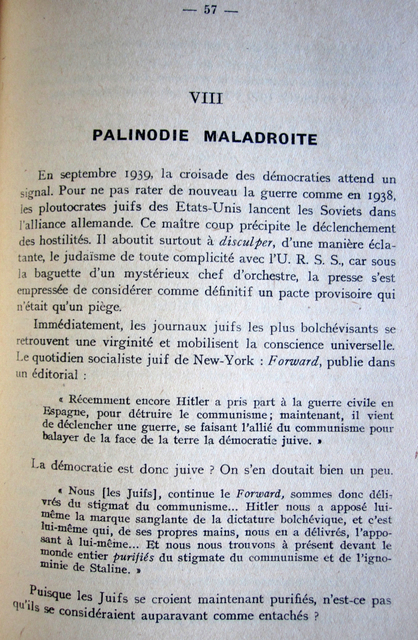 — 57 —
VIII
PALINODIE MALADROITE
En septembre 1939, la croisade des démocraties attend un
signal. Pour ne pas rater de nouveau la guerre comme en 1938,
les ploutocrates juifs des Etats-Unis lancent les Soviets dans
l'alliance allemande. Ce maître coup précipite le déclenchement
des hostilités. Il aboutit surtout à disculper, d'une manière écla-
tante, le judaïsme de toute complicité avec l'U. R. S. S., car sous
la baguette d'un mystérieux chef d'orchestre, la presse s'est
empressée de considérer comme définitif un pacte provisoire qui
n'était qu'un piège.
Immédiatement, les journaux juifs les plus bolchévisants se
retrouvent une virginité et mobilisent la conscience universelle.
Le quotidien socialiste juif de New-York : Forward, publie dans
un éditorial :
« Récemment encore Hitler a pris part à la guerre civile en
Espagne, pour détruire le communisme ; maintenant, il vient
de déclencher une guerre, se faisant l'allié du communisme pour
balayer de la face de la terre la démocratie juive. »
La démocratie est donc juive ? On s'en doutait bien un peu.
« Nous [les Juifs], continue le Forward, sommes donc déli-
vrés du stigmat du communisme... Hitler nous a apposé lui-
même la marque sanglante de la dictature bolchévique, et c'est
lui-même qui, de ses propres mains, nous en a délivrés, l'appo-
sant à lui-même... Et nous nous trouvons à présent devant le
monde entier purifiés du stigmate du communisme et de l'igno-
minie de Staline. »
Puisque les Juifs se croient maintenant purifiés, n'est-ce pas
qu'ils se considéraient auparavant comme entachés ?